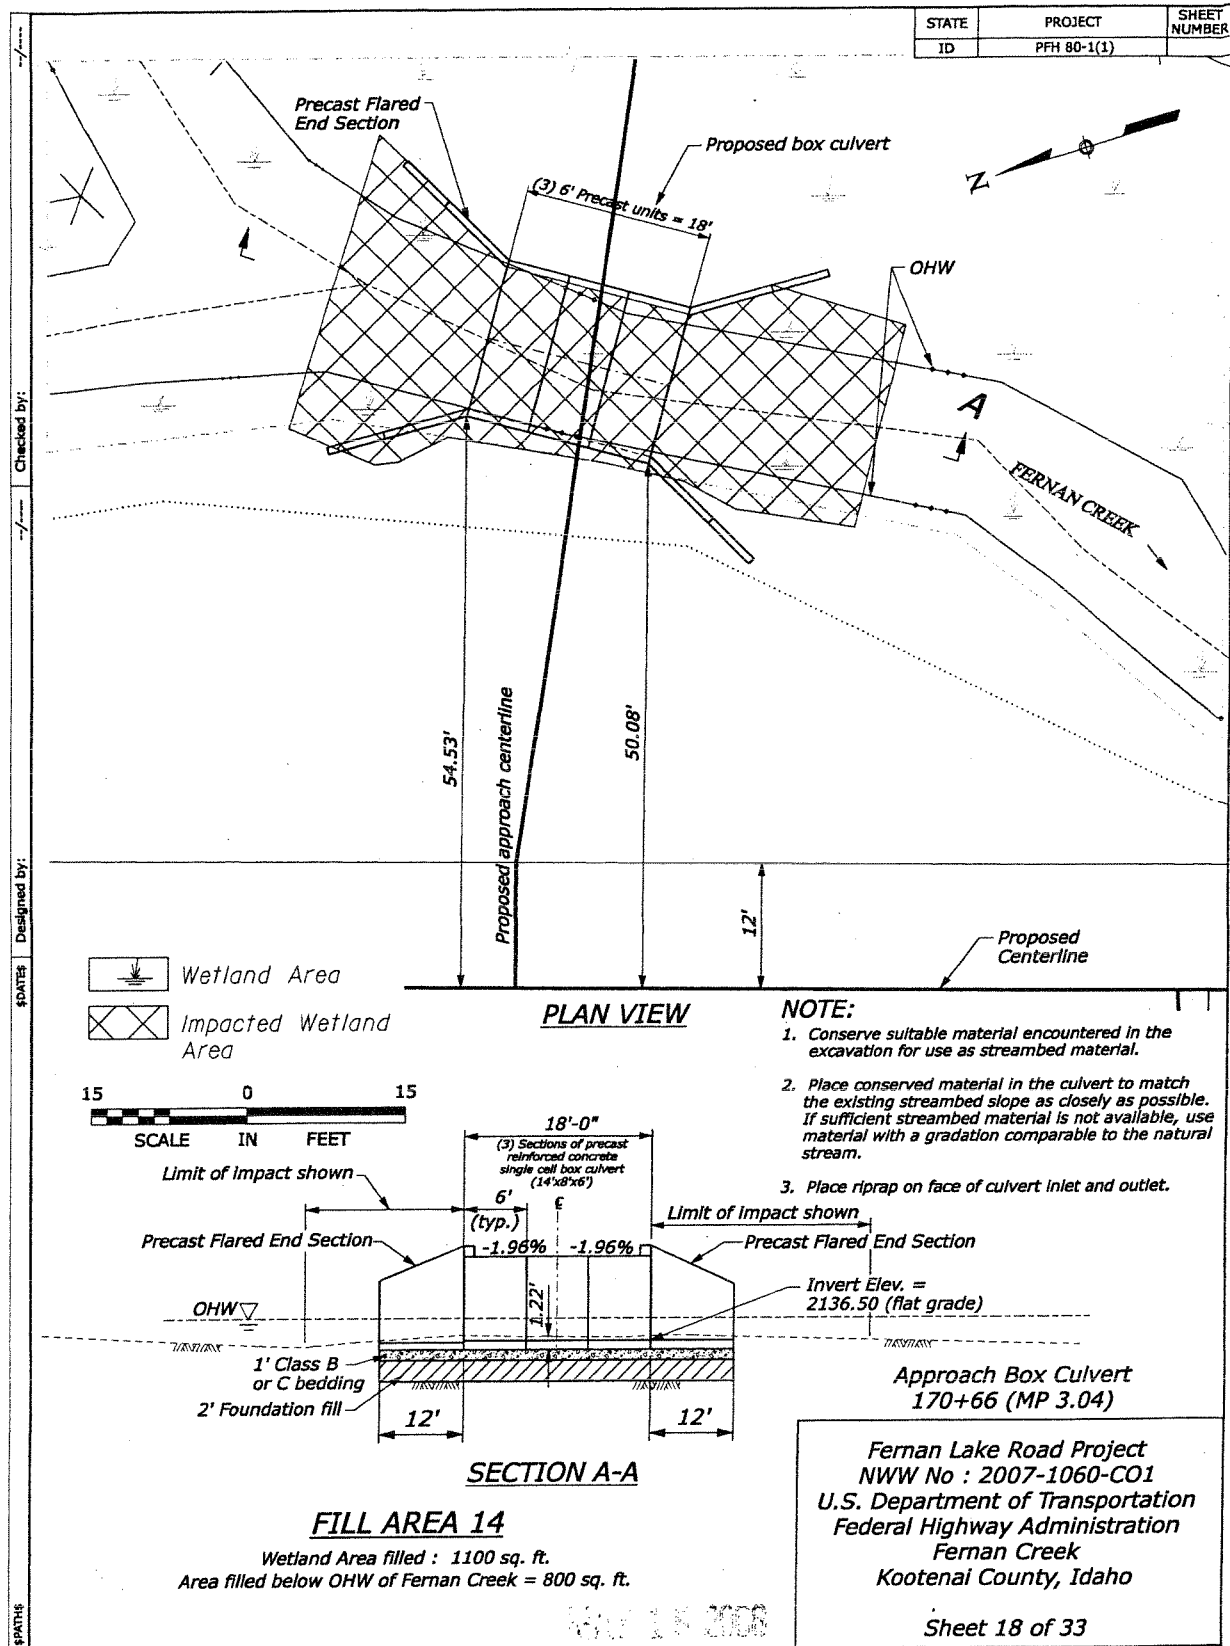 STATE PROJECT SHEET NUMBER
ID PFH 80-1(1)
--/----
Checked by:
--/----
Designed by:
$DATE$
$PATH$
Precast Flared
End Section
Proposed box culvert
(3) 6' Precast units = 18'
N
OHW
A
FERNAN CREEK
54.53'
Proposed approach centerline
50.08'
12'
Proposed
Centerline
Wetland Area
Impacted Wetland
Area
PLAN VIEW
15 0 15
SCALE IN FEET
NOTE:
1. Conserve suitable material encountered in the
excavation for use as streambed material.
2. Place conserved material in the culvert to match
the existing streambed slope as closely as possible.
If sufficient streambed material is not available, use
material with a gradation comparable to the natural
stream.
3. Place riprap on face of culvert inlet and outlet.
18'-0"
(3) Sections of precast
reinforced concrete
single cell box culvert
(14'x8'x6')
Limit of impact shown
6'
(typ.)
℄
Limit of impact shown
Precast Flared End Section
-1.96% -1.96%
Precast Flared End Section
1.22'
Invert Elev. =
2136.50 (flat grade)
OHW
1' Class B
or C bedding
2' Foundation fill
12' 12'
SECTION A-A
Approach Box Culvert
170+66 (MP 3.04)
FILL AREA 14
Wetland Area filled : 1100 sq. ft.
Area filled below OHW of Fernan Creek = 800 sq. ft.
Fernan Lake Road Project
NWW No : 2007-1060-CO1
U.S. Department of Transportation
Federal Highway Administration
Fernan Creek
Kootenai County, Idaho
Sheet 18 of 33
2008